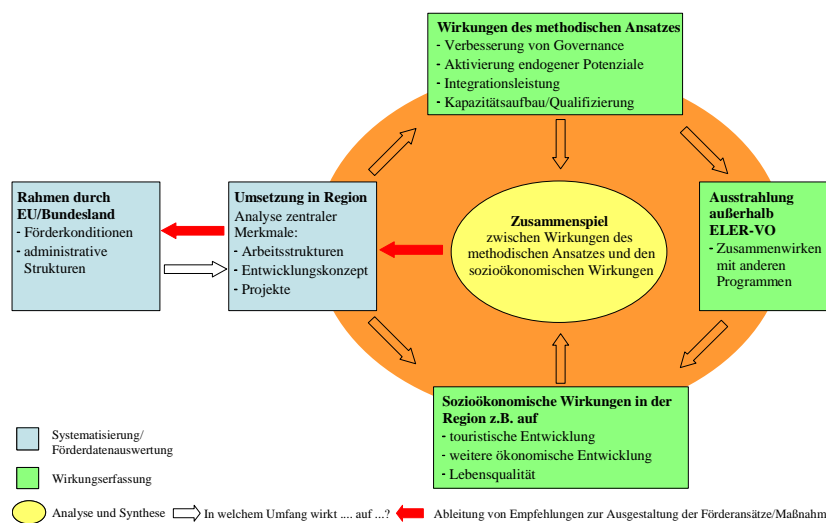 Wirkungen des methodischen Ansatzes
- Verbesserung von Governance
- Aktivierung endogener Potenziale
- Integrationsleistung
- Kapazitätsaufbau/Qualifizierung
Rahmen durch
EU/Bundesland
- Förderkonditionen
- administrative
Strukturen
Umsetzung in Region
Analyse zentraler
Merkmale:
- Arbeitsstrukturen
- Entwicklungskonzept
- Projekte
Zusammenspiel
zwischen Wirkungen des
methodischen Ansatzes und den
sozioökonomischen Wirkungen
Ausstrahlung
außerhalb
ELER-VO
- Zusammenwirken
mit anderen
Programmen
Sozioökonomische Wirkungen in der
Region z.B. auf
- touristische Entwicklung
- weitere ökonomische Entwicklung
- Lebensqualität
Systematisierung/
Förderdatenauswertung
Wirkungserfassung
Analyse und Synthese
In welchem Umfang wirkt .... auf ...?
Ableitung von Empfehlungen zur Ausgestaltung der Förderansätze/Maßnahm